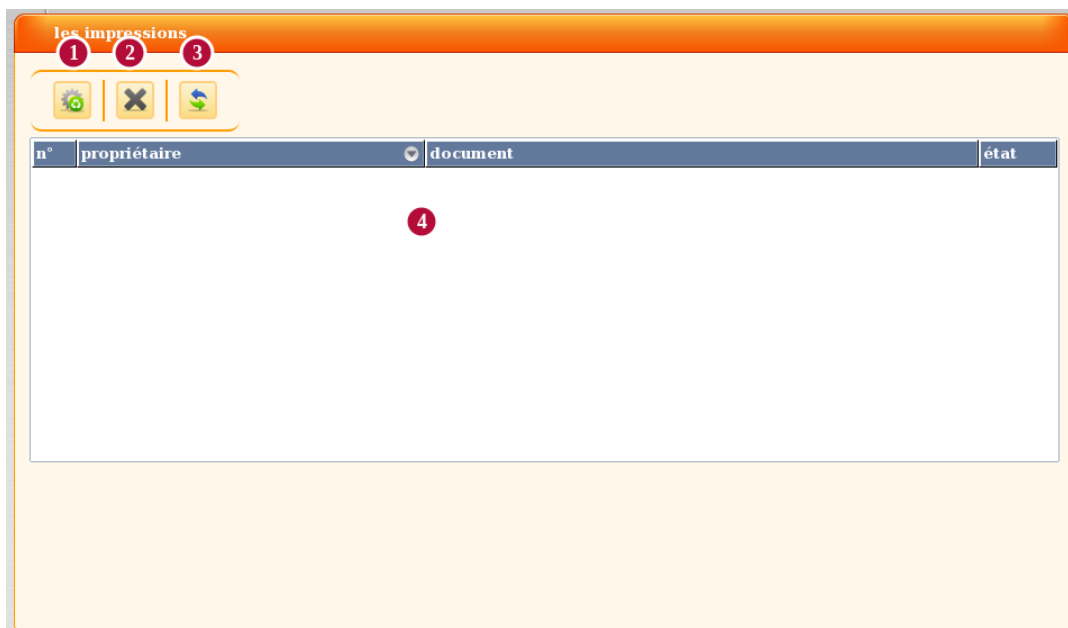 les impressions
1 2 3
n° propriétaire document état
4